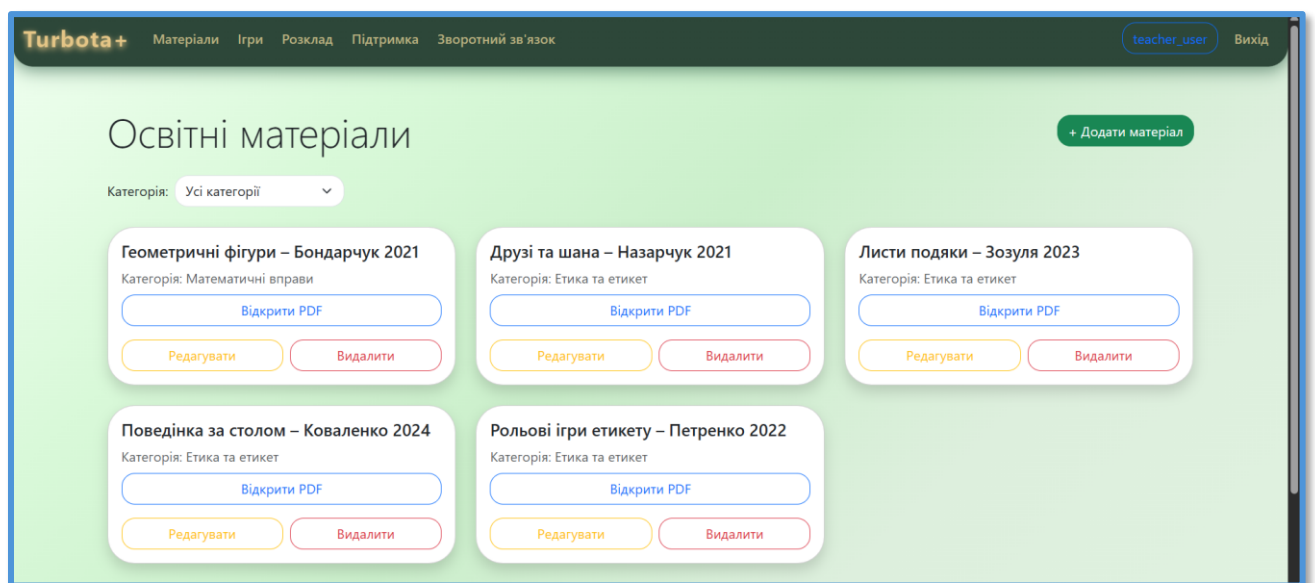 Turbota+ Матеріали Ігри Розклад Підтримка Зворотний зв'язок teacher_user Вихід
Освітні матеріали + Додати матеріал
Категорія: Усі категорії
Геометричні фігури – Бондарчук 2021
Категорія: Математичні вправи
Відкрити PDF
Редагувати Видалити
Друзі та шана – Назарчук 2021
Категорія: Етика та етикет
Відкрити PDF
Редагувати Видалити
Листи подяки – Зозуля 2023
Категорія: Етика та етикет
Відкрити PDF
Редагувати Видалити
Поведінка за столом – Коваленко 2024
Категорія: Етика та етикет
Відкрити PDF
Редагувати Видалити
Рольові ігри етикету – Петренко 2022
Категорія: Етика та етикет
Відкрити PDF
Редагувати Видалити